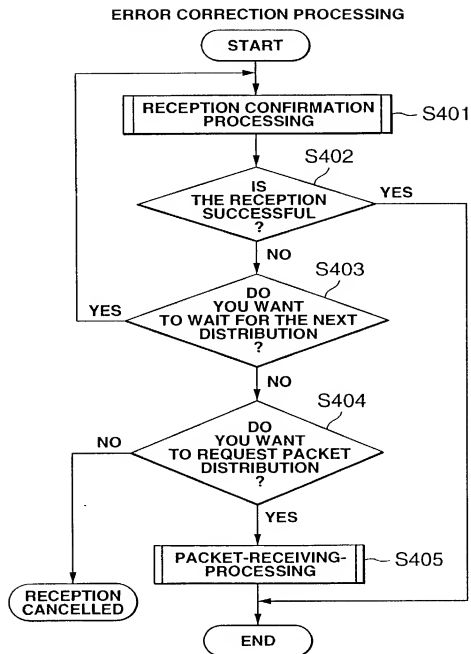 ERROR CORRECTION PROCESSING
START
RECEPTION CONFIRMATION
PROCESSING
S401
S402
IS
THE RECEPTION
SUCCESSFUL
?
YES
NO
S403
DO
YOU WANT
TO WAIT FOR THE NEXT
DISTRIBUTION
?
YES
NO
S404
DO
YOU WANT
TO REQUEST PACKET
DISTRIBUTION
?
NO
YES
PACKET-RECEIVING-
PROCESSING
S405
RECEPTION
CANCELLED
END